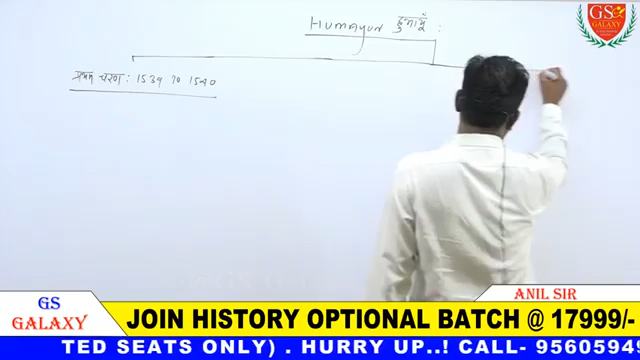 Humayun हुमायूँ :
प्रथम चरण : 1539 to 1540
GS
GALAXY
GS
GALAXY
ANIL SIR
JOIN HISTORY OPTIONAL BATCH @ 17999/-
TED SEATS ONLY) . HURRY UP..! CALL- 9560594